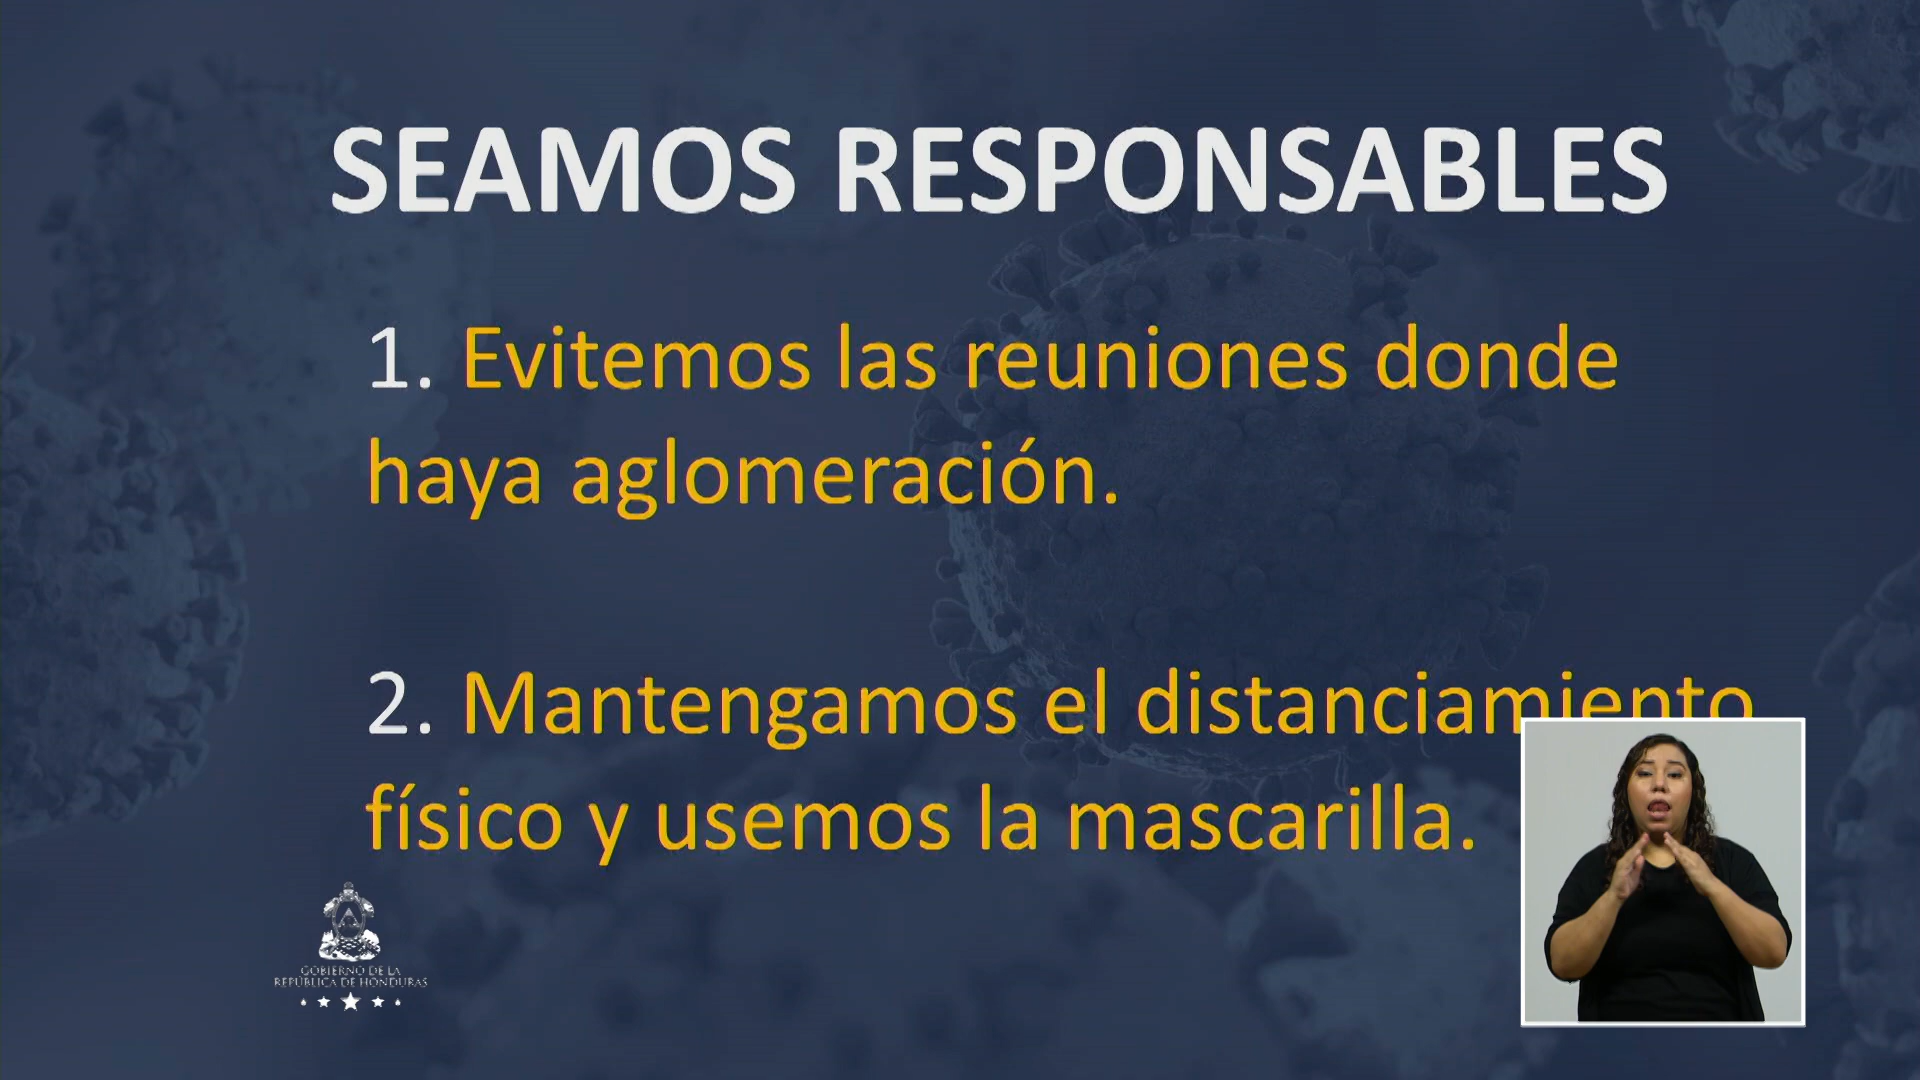 SEAMOS RESPONSABLES
1. Evitemos las reuniones donde
haya aglomeración.
2. Mantengamos el distanciamiento
físico y usemos la mascarilla.
GOBIERNO DE LA
REPÚBLICA DE HONDURAS